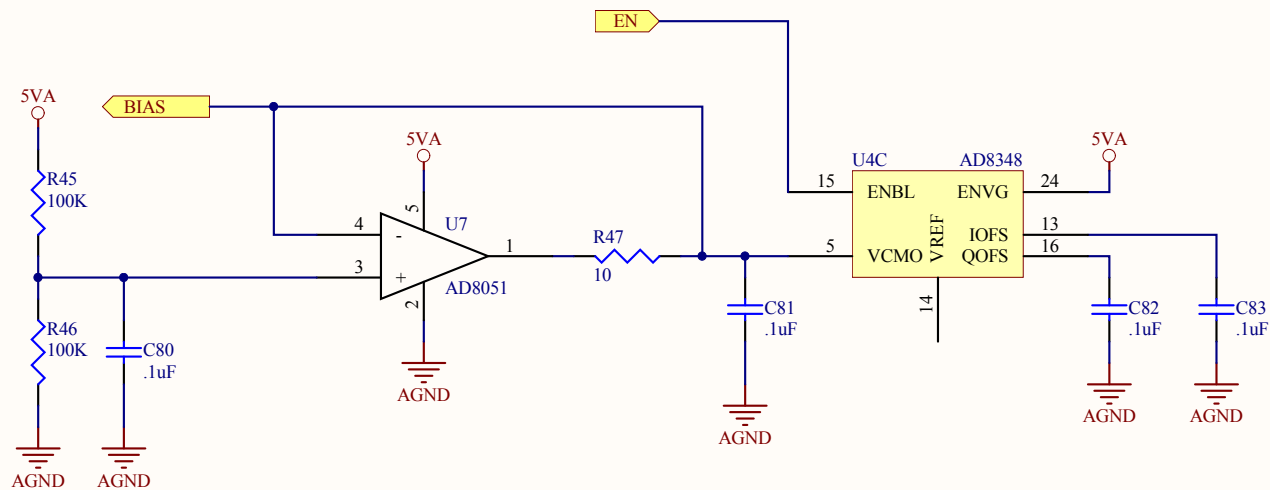 EN
5VA
BIAS
5VA
5VA
U4C
AD8348
R45
100K
15
ENBL
ENVG
24
5
U7
4
-
1
R47
10
5
VCMO
VREF
IOFS
13
QOFS
16
3
+
AD8051
2
14
R46
100K
C80
.1uF
C81
.1uF
C82
.1uF
C83
.1uF
AGND
AGND
AGND
AGND
AGND
AGND